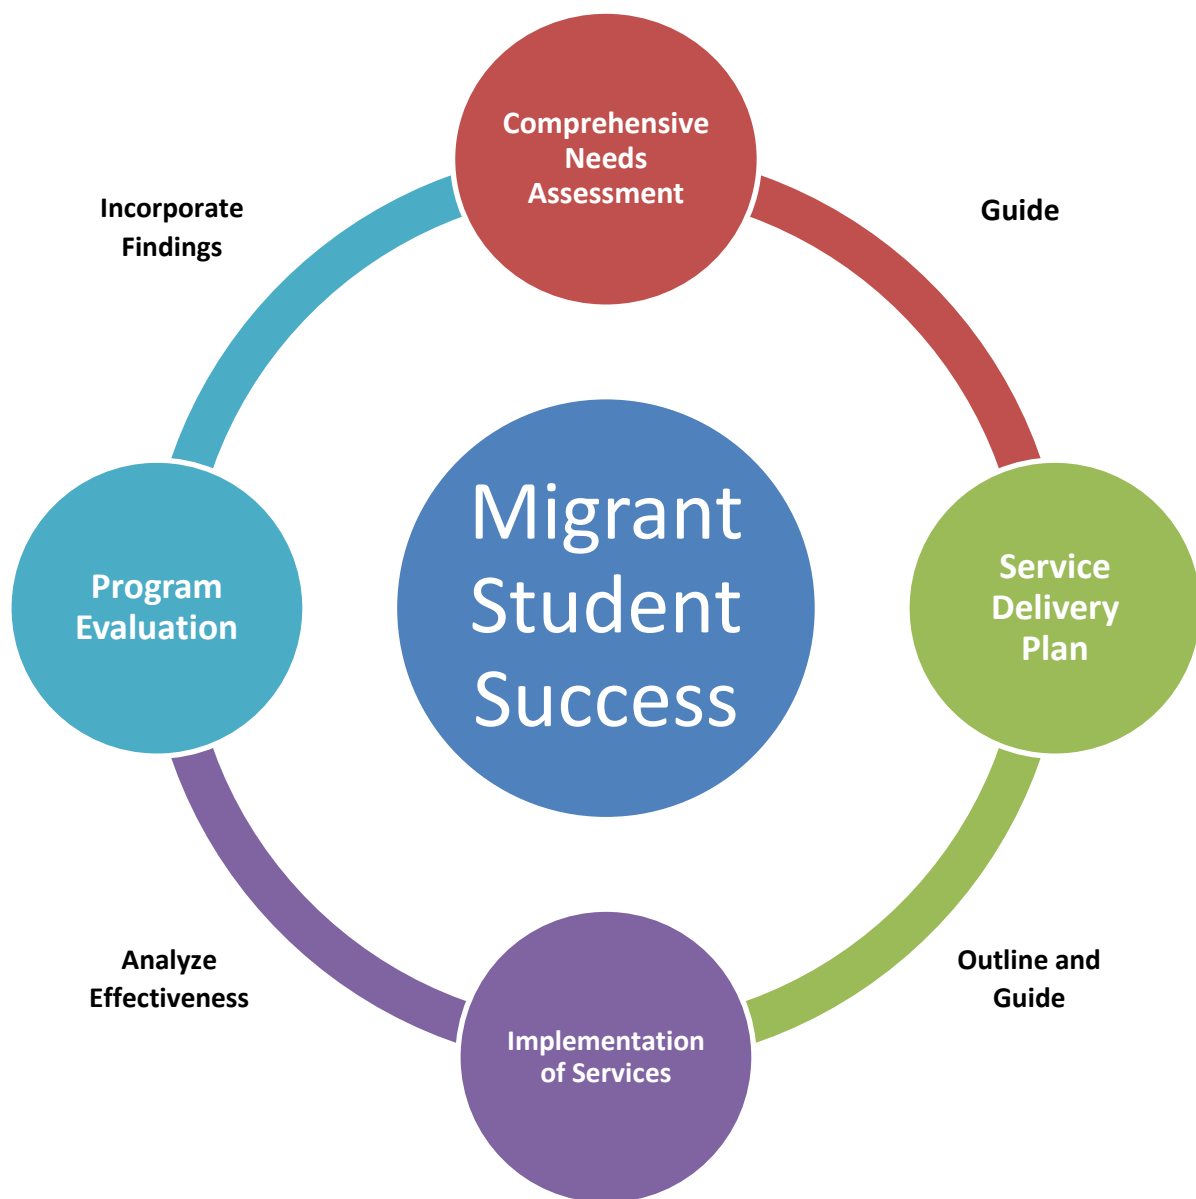 Comprehensive
Needs
Assessment
Incorporate
Findings
Guide
Migrant
Student
Success
Program
Evaluation
Service
Delivery
Plan
Analyze
Effectiveness
Outline and
Guide
Implementation
of Services